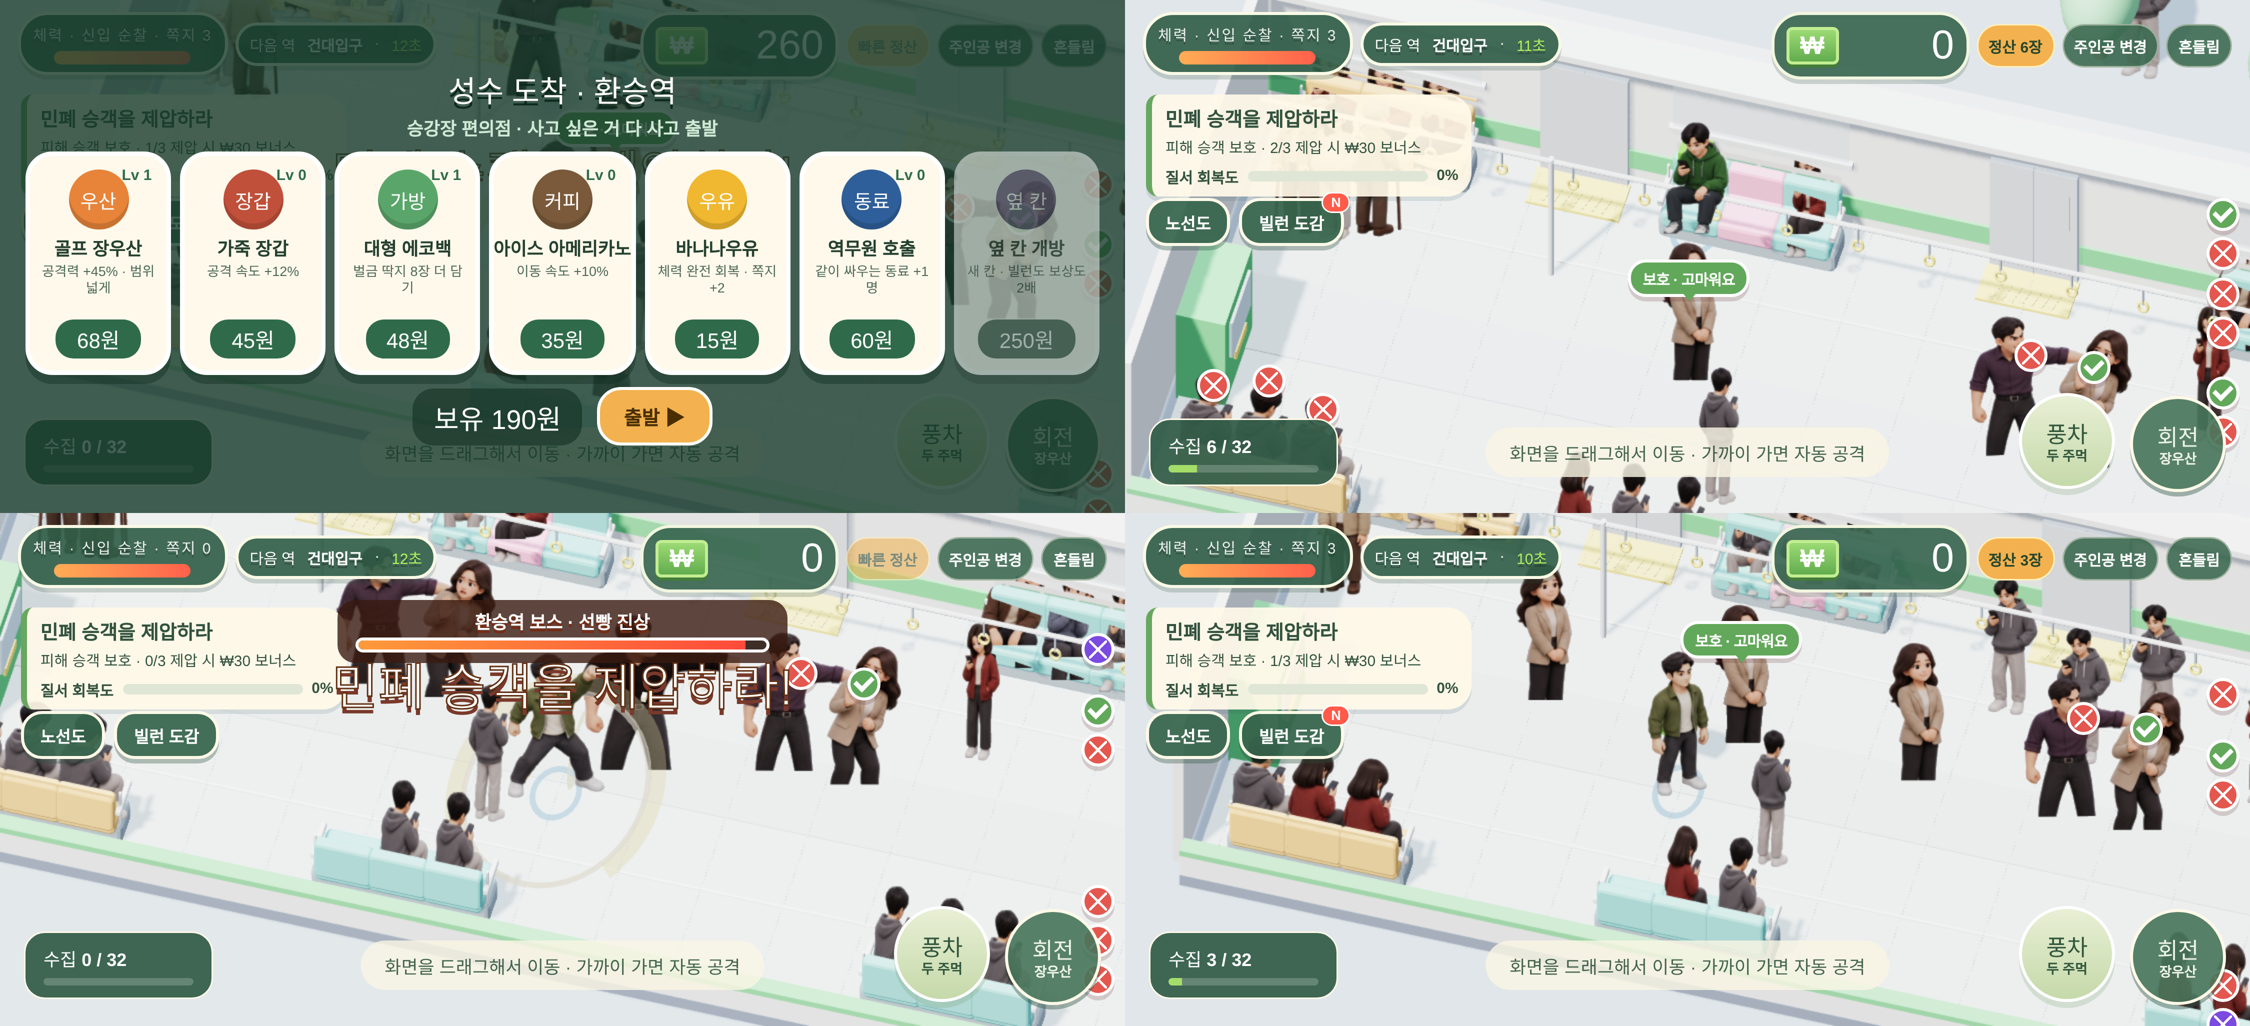 체력 · 신입 순찰 · 쪽지 3
다음 역 건대입구 · 12초
₩ 260
빠른 정산
주인공 변경
흔들림
성수 도착 · 환승역
승강장 편의점 · 사고 싶은 거 다 사고 출발
민폐 승객을 제압하라
피해 승객 보호 · 1/3 제압 시 ₩30 보너스
우산
Lv 1
골프 장우산
공격력 +45% · 범위
넓게
68원
장갑
Lv 0
가죽 장갑
공격 속도 +12%
45원
가방
Lv 1
대형 에코백
벌금 딱지 8장 더 담
기
48원
커피
Lv 0
아이스 아메리카노
이동 속도 +10%
35원
우유
바나나우유
체력 완전 회복 · 쪽지
+2
15원
동료
Lv 0
역무원 호출
같이 싸우는 동료 +1
명
60원
옆 칸
옆 칸 개방
새 칸 · 빌런도 보상도
2배
250원
보유 190원
출발 ▶
수집 0 / 32
화면을 드래그해서 이동 · 가까이 가면 자동 공격
풍차
두 주먹
회전
장우산
체력 · 신입 순찰 · 쪽지 3
다음 역 건대입구 · 11초
₩ 0
정산 6장
주인공 변경
흔들림
민폐 승객을 제압하라
피해 승객 보호 · 2/3 제압 시 ₩30 보너스
질서 회복도 0%
노선도
빌런 도감
N
보호 · 고마워요
수집 6 / 32
화면을 드래그해서 이동 · 가까이 가면 자동 공격
풍차
두 주먹
회전
장우산
체력 · 신입 순찰 · 쪽지 0
다음 역 건대입구 · 12초
₩ 0
빠른 정산
주인공 변경
흔들림
환승역 보스 · 선빵 진상
민폐 승객을 제압하라!
민폐 승객을 제압하라
피해 승객 보호 · 0/3 제압 시 ₩30 보너스
질서 회복도 0%
노선도
빌런 도감
수집 0 / 32
화면을 드래그해서 이동 · 가까이 가면 자동 공격
풍차
두 주먹
회전
장우산
체력 · 신입 순찰 · 쪽지 3
다음 역 건대입구 · 10초
₩ 0
정산 3장
주인공 변경
흔들림
민폐 승객을 제압하라
피해 승객 보호 · 1/3 제압 시 ₩30 보너스
질서 회복도 0%
노선도
빌런 도감
N
보호 · 고마워요
수집 3 / 32
화면을 드래그해서 이동 · 가까이 가면 자동 공격
풍차
두 주먹
회전
장우산